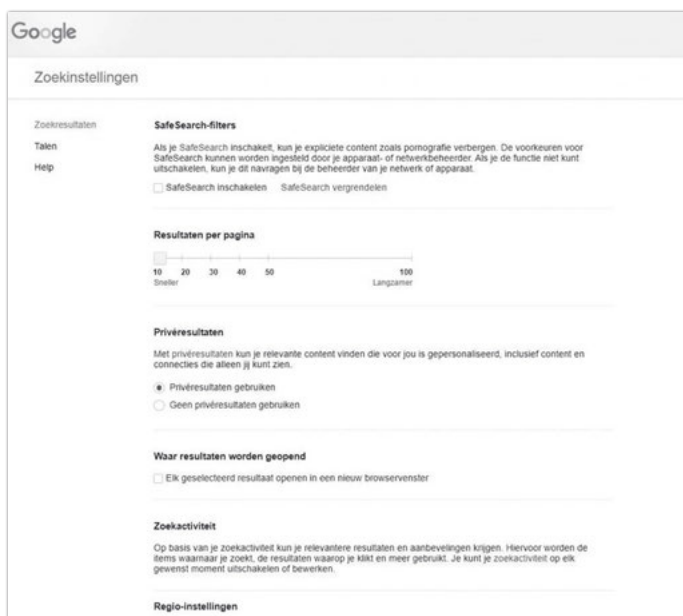 Google
Zoekinstellingen
Zoekresultaten
Talen
Help
SafeSearch-filters
Als je SafeSearch inschakelt, kun je expliciete content zoals pornografie verbergen. De voorkeuren voor
SafeSearch kunnen worden ingesteld door je apparaat- of netwerkbeheerder. Als je de functie niet kunt
uitschakelen, kun je dit navragen bij de beheerder van je netwerk of apparaat.
SafeSearch inschakelen SafeSearch vergrendelen
Resultaten per pagina
10 20 30 40 50 100
Sneller Langzamer
Privéresultaten
Met privéresultaten kun je relevante content vinden die voor jou is gepersonaliseerd, inclusief content en
connecties die alleen jij kunt zien.
Privéresultaten gebruiken
Geen privéresultaten gebruiken
Waar resultaten worden geopend
Elk geselecteerd resultaat openen in een nieuw browservenster
Zoekactiviteit
Op basis van je zoekactiviteit kun je relevantere resultaten en aanbevelingen krijgen. Hiervoor worden de
items waarnaar je zoekt, de resultaten waarop je klikt en meer gebruikt. Je kunt je zoekactiviteit op elk
gewenst moment uitschakelen of bewerken.
Regio-instellingen